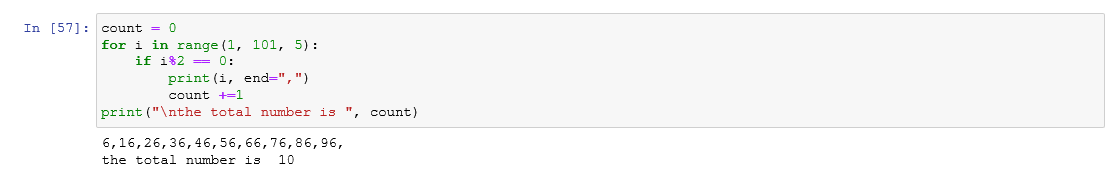 In [57]: count = 0
for i in range(1, 101, 5):
    if i%2 == 0:
        print(i, end=",")
        count +=1
print("\nthe total number is ", count)
6,16,26,36,46,56,66,76,86,96,
the total number is  10